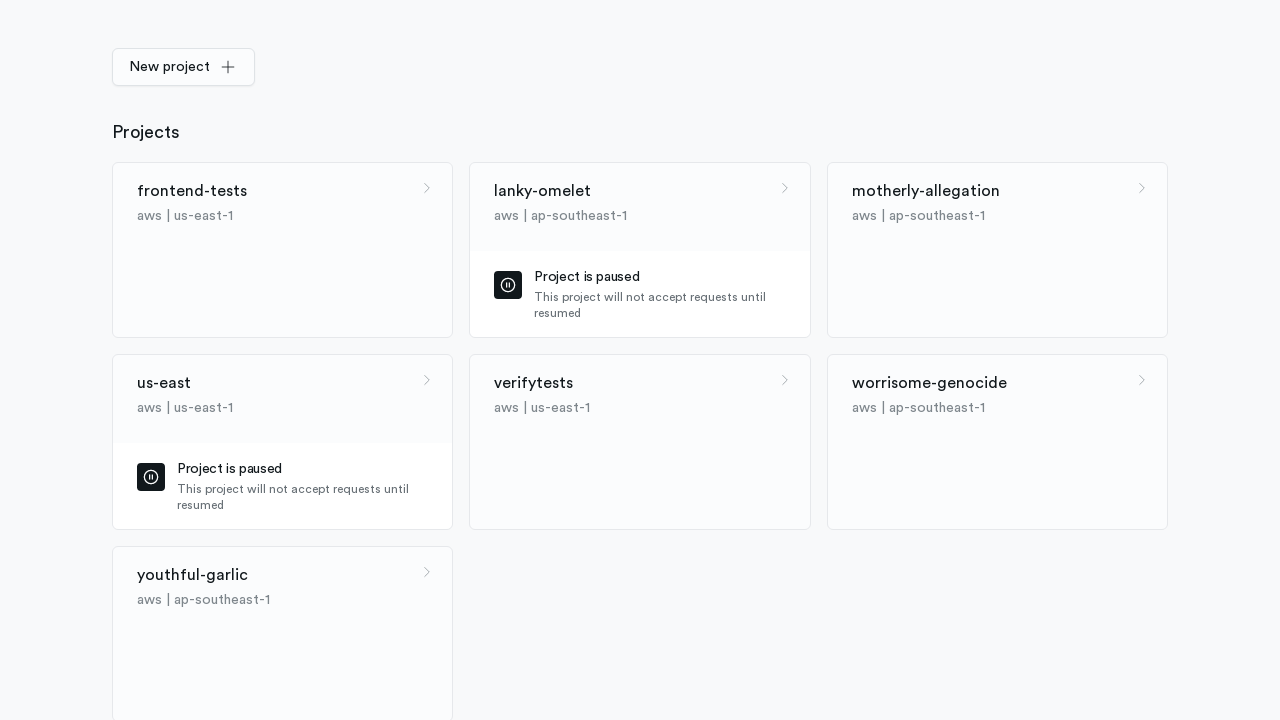 New project
Projects
frontend-tests
aws | us-east-1
lanky-omelet
aws | ap-southeast-1
Project is paused
This project will not accept requests until
resumed
motherly-allegation
aws | ap-southeast-1
us-east
aws | us-east-1
Project is paused
This project will not accept requests until
resumed
verifytests
aws | us-east-1
worrisome-genocide
aws | ap-southeast-1
youthful-garlic
aws | ap-southeast-1